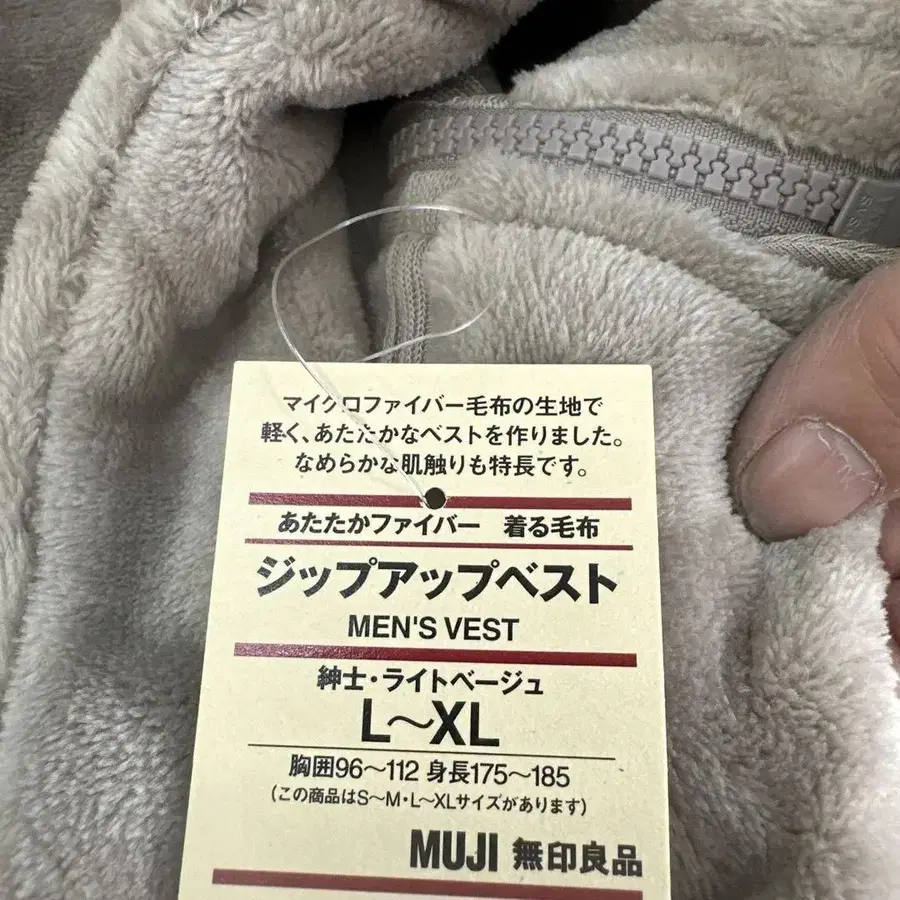 マイクロファイバー毛布の生地で
軽く、あたたかなベストを作りました。
なめらかな肌触りも特長です。
あたたかファイバー 着る毛布
ジップアップベスト
MEN'S VEST
紳士・ライトベージュ
L〜XL
胸囲96〜112 身長175〜185
(この商品はS〜M・L〜XLサイズがあります)
MUJI 無印良品